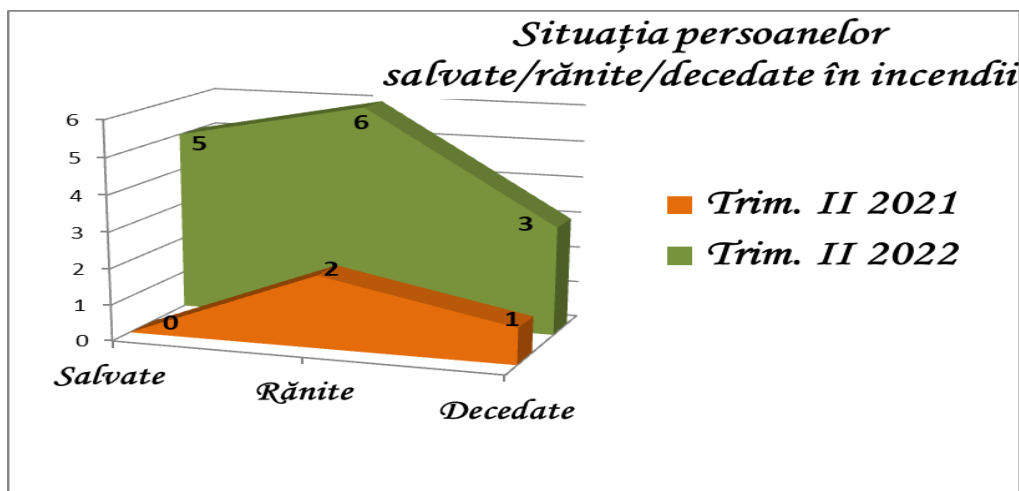 Situația persoanelor
salvate/rănite/decedate în incendii
6
5
4
3
2
1
0
5
6
3
0
2
1
Salvate
Rănite
Decedate
Trim. II 2021
Trim. II 2022